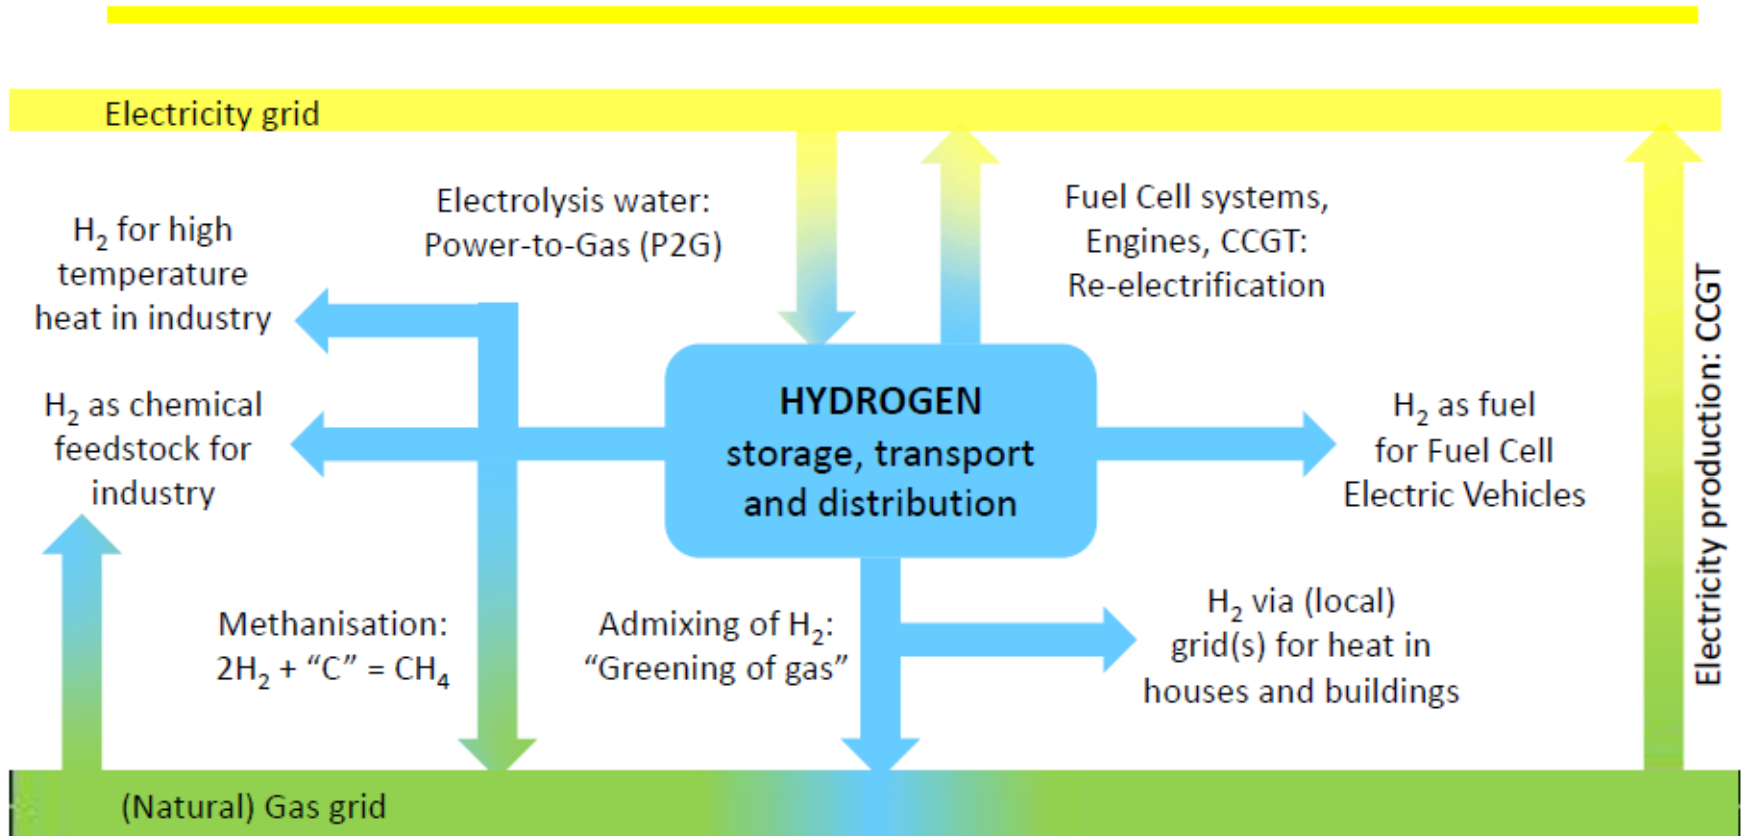 Electricity grid
Electrolysis water:
Power-to-Gas (P2G)
Fuel Cell systems,
Engines, CCGT:
Re-electrification
H₂ for high
temperature
heat in industry
H₂ as chemical
feedstock for
industry
HYDROGEN
storage, transport
and distribution
H₂ as fuel
for Fuel Cell
Electric Vehicles
Electricity production: CCGT
Methanisation:
2H₂ + “C” = CH₄
Admixing of H₂:
“Greening of gas”
H₂ via (local)
grid(s) for heat in
houses and buildings
(Natural) Gas grid